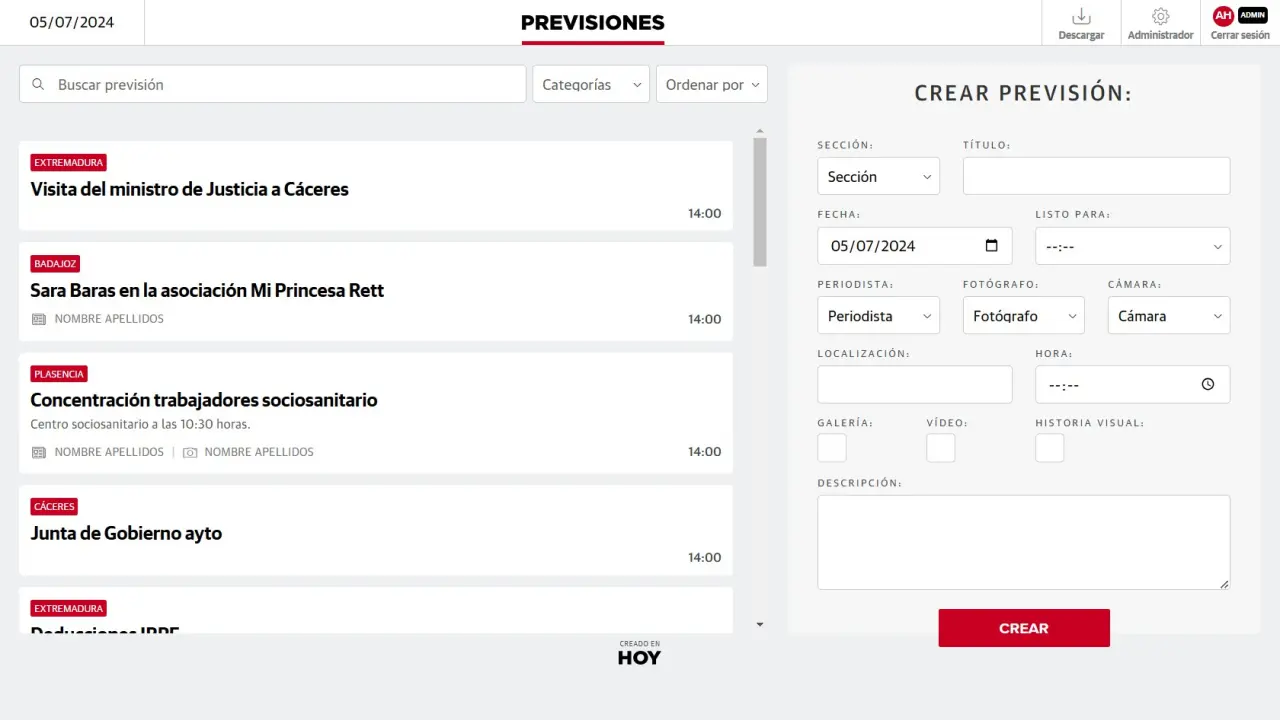 05/07/2024
PREVISIONES
Descargar
Administrador
AH ADMIN
Cerrar sesión
Buscar previsión
Categorías
Ordenar por
EXTREMADURA
Visita del ministro de Justicia a Cáceres
14:00
BADAJOZ
Sara Baras en la asociación Mi Princesa Rett
NOMBRE APELLIDOS
14:00
PLASENCIA
Concentración trabajadores sociosanitario
Centro sociosanitario a las 10:30 horas.
NOMBRE APELLIDOS | NOMBRE APELLIDOS
14:00
CÁCERES
Junta de Gobierno ayto
14:00
EXTREMADURA
Deducciones IRPF
CREAR PREVISIÓN:
SECCIÓN: TÍTULO:
Sección
FECHA: LISTO PARA:
05/07/2024 --:--
PERIODISTA: FOTÓGRAFO: CÁMARA:
Periodista Fotógrafo Cámara
LOCALIZACIÓN: HORA:
--:--
GALERÍA: VÍDEO: HISTORIA VISUAL:
DESCRIPCIÓN:
CREAR
CREADO EN
HOY